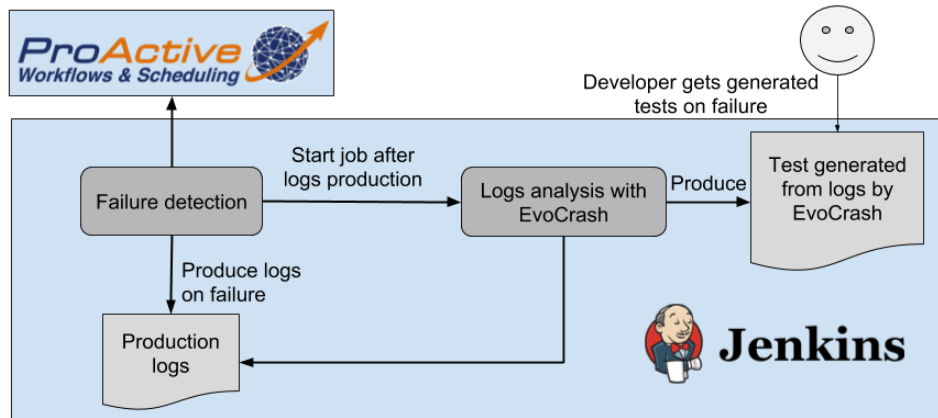 ProActive
Workflows & Scheduling
Developer gets generated
tests on failure
Start job after
logs production
Failure detection
Logs analysis with
EvoCrash
Produce
Test generated
from logs by
EvoCrash
Produce logs
on failure
Production
logs
Jenkins